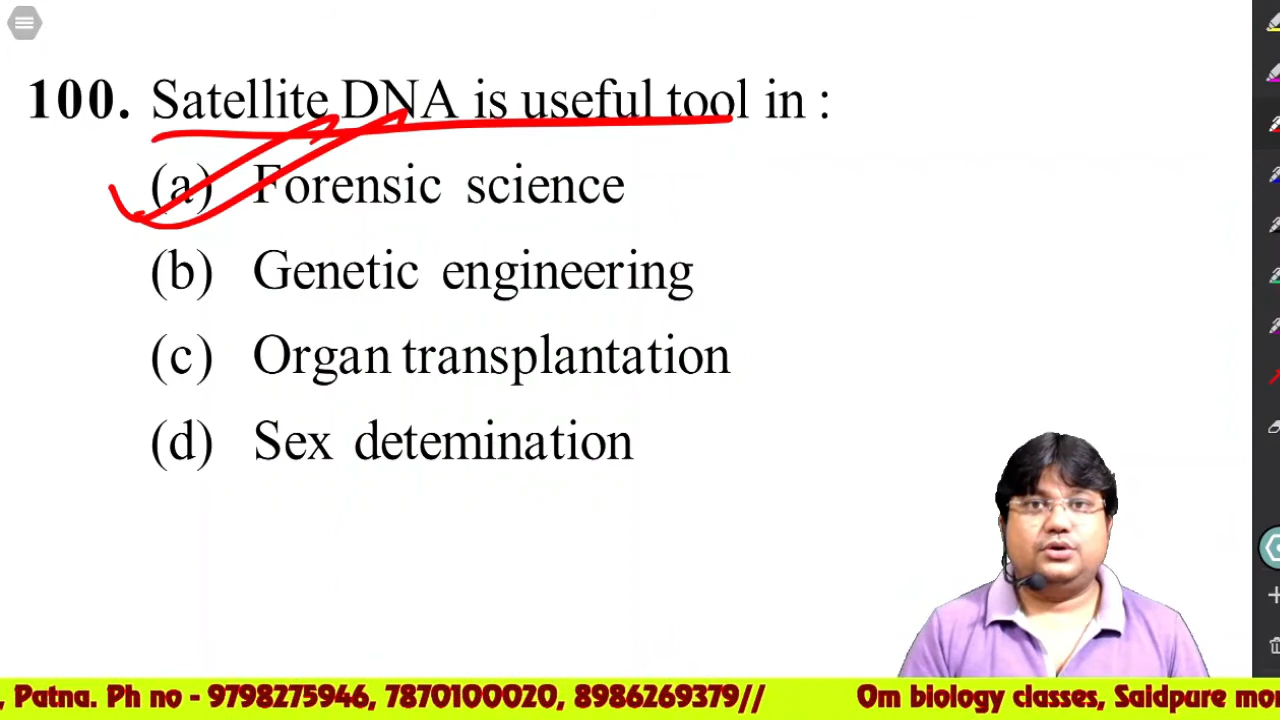 100. Satellite DNA is useful tool in :
(a) Forensic science
(b) Genetic engineering
(c) Organ transplantation
(d) Sex detemination
, Patna. Ph no - 9798275946, 7870100020, 8986269379// Om biology classes, Saidpure mo